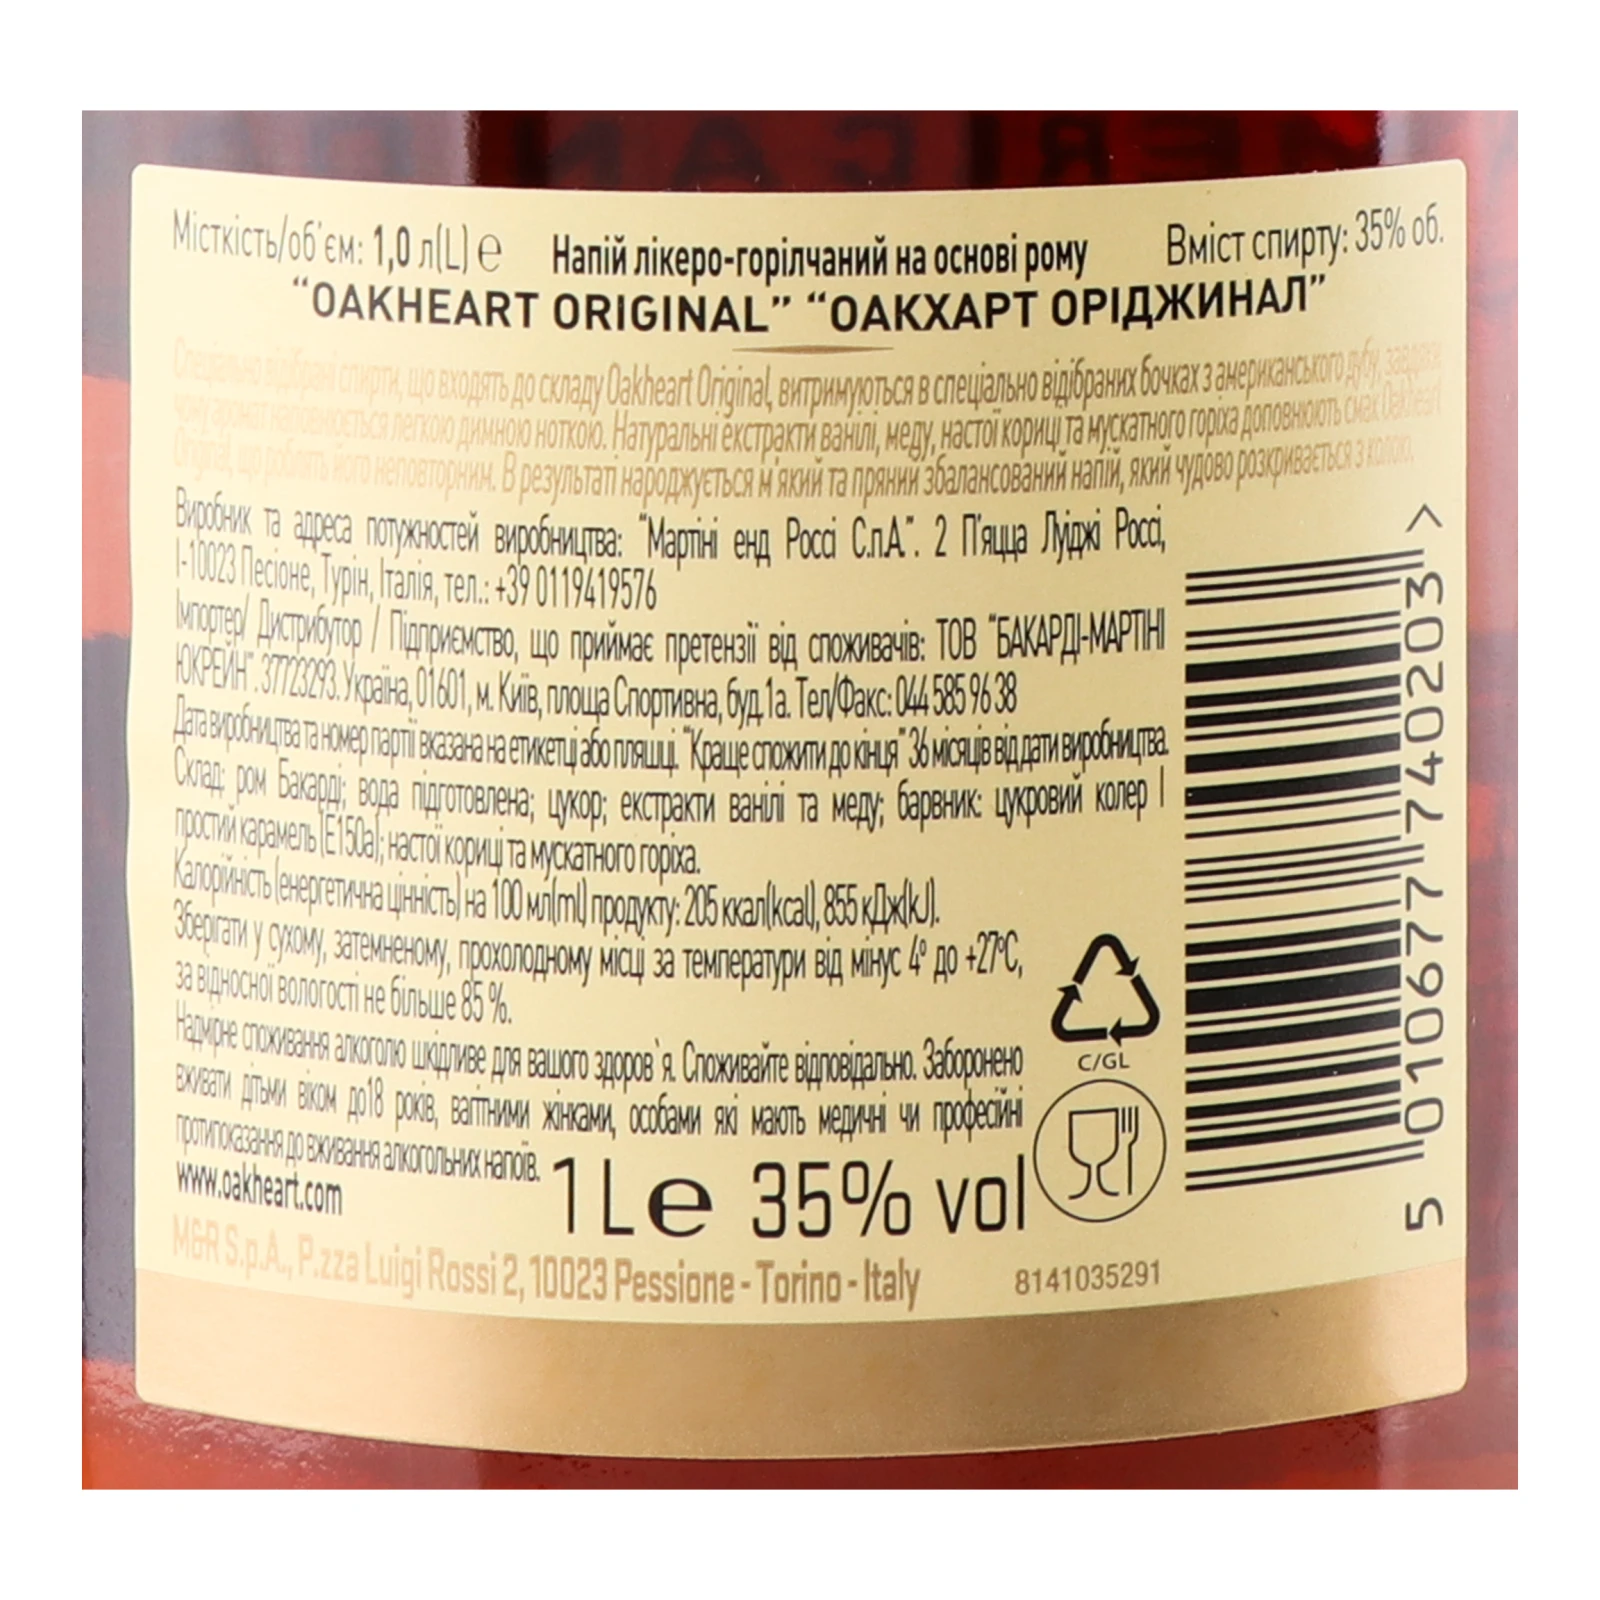 Місткість/об'єм: 1,0 л(L) e Напій лікеро-горілчаний на основі рому Вміст спирту: 35% об.
“OAKHEART ORIGINAL” “ОАКХАРТ ОРІДЖИНАЛ”
Спеціально відібрані спирти, що входять до складу Oakheart Original, витримуються в спеціально відібраних бочках з американського дубу, завдяки
чому аромат наповнюється легкою димною ноткою. Натуральні екстракти ванілі, меду, настої кориці та мускатного горіха доповнюють смак Oakheart
Original, що роблять його неповторним. В результаті народжується м'який та пряний збалансований напій, який чудово розкривається з колою.
Виробник та адреса потужностей виробництва: “Мартіні енд Россі С.п.А.”. 2 П'яцца Луіджі Россі,
І-10023 Песіоне, Турін, Італія, тел.: +39 0119419576
Імпортер/ Дистрибутор / Підприємство, що приймає претензії від споживачів: ТОВ “БАКАРДІ-МАРТІНІ
ЮКРЕЙН”. 37723293. Україна, 01601, м. Київ, площа Спортивна, буд. 1а. Тел/Факс: 044 585 96 38
Дата виробництва та номер партії вказана на етикетці або пляшці. “Краще спожити до кінця” 36 місяців від дати виробництва.
Склад: ром Бакарді; вода підготовлена; цукор; екстракти ванілі та меду; барвник: цукровий колер I
простий карамель (Е150а); настої кориці та мускатного горіха.
Калорійність (енергетична цінність) на 100 мл(ml) продукту: 205 ккал(kcal), 855 кДж(kJ).
Зберігати у сухому, затемненому, прохолодному місці за температури від мінус 4° до +27°C,
за відносної вологості не більше 85 %.
Надмірне споживання алкоголю шкідливе для вашого здоров`я. Споживайте відповідально. Заборонено
вживати дітьми віком до18 років, вагітними жінками, особами які мають медичні чи професійні
протипоказання до вживання алкогольних напоїв.
www.oakheart.com
1 L e 35% vol
C/GL
M&R S.p.A., P.zza Luigi Rossi 2, 10023 Pessione - Torino - Italy
8141035291
5 010677 740203 >